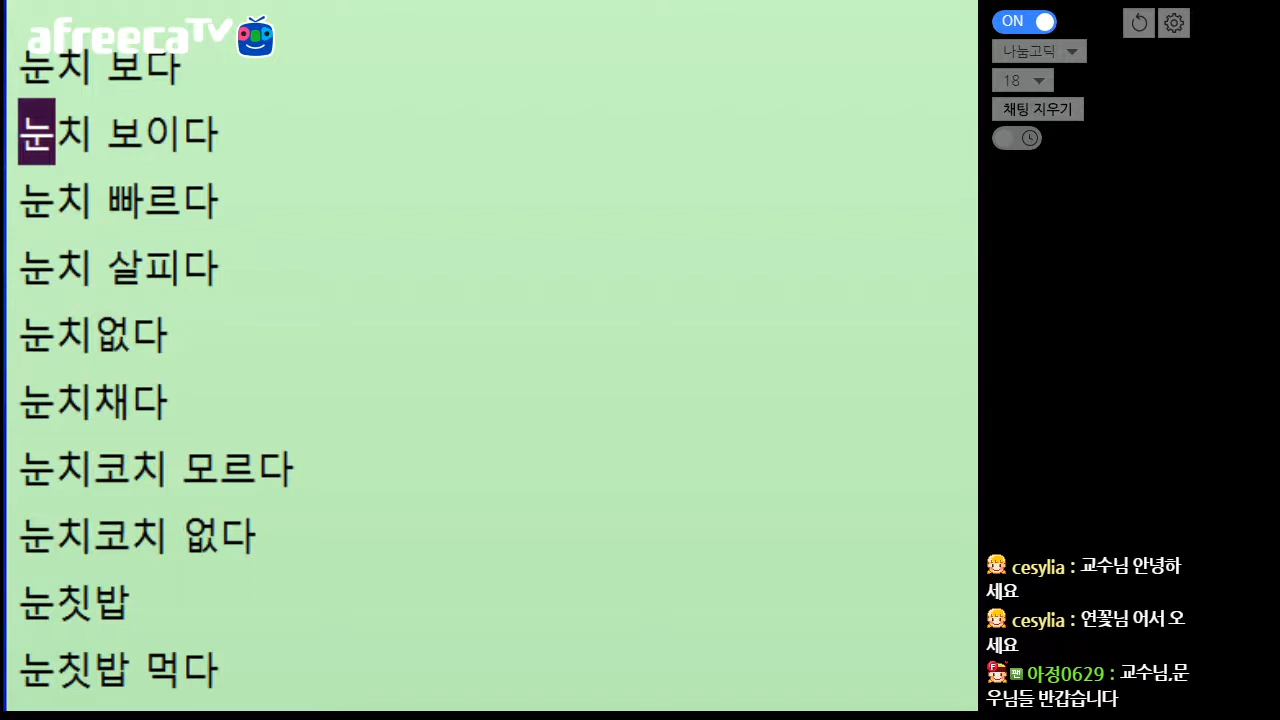 afreecaTV
눈치 보다
눈치 보이다
눈치 빠르다
눈치 살피다
눈치없다
눈치채다
눈치코치 모르다
눈치코치 없다
눈칫밥
눈칫밥 먹다
ON
나눔고딕
18
채팅 지우기
cesylia : 교수님 안녕하
세요
cesylia : 연꽃님 어서 오
세요
F 팬 아정0629 : 교수님,문
우님들 반갑습니다